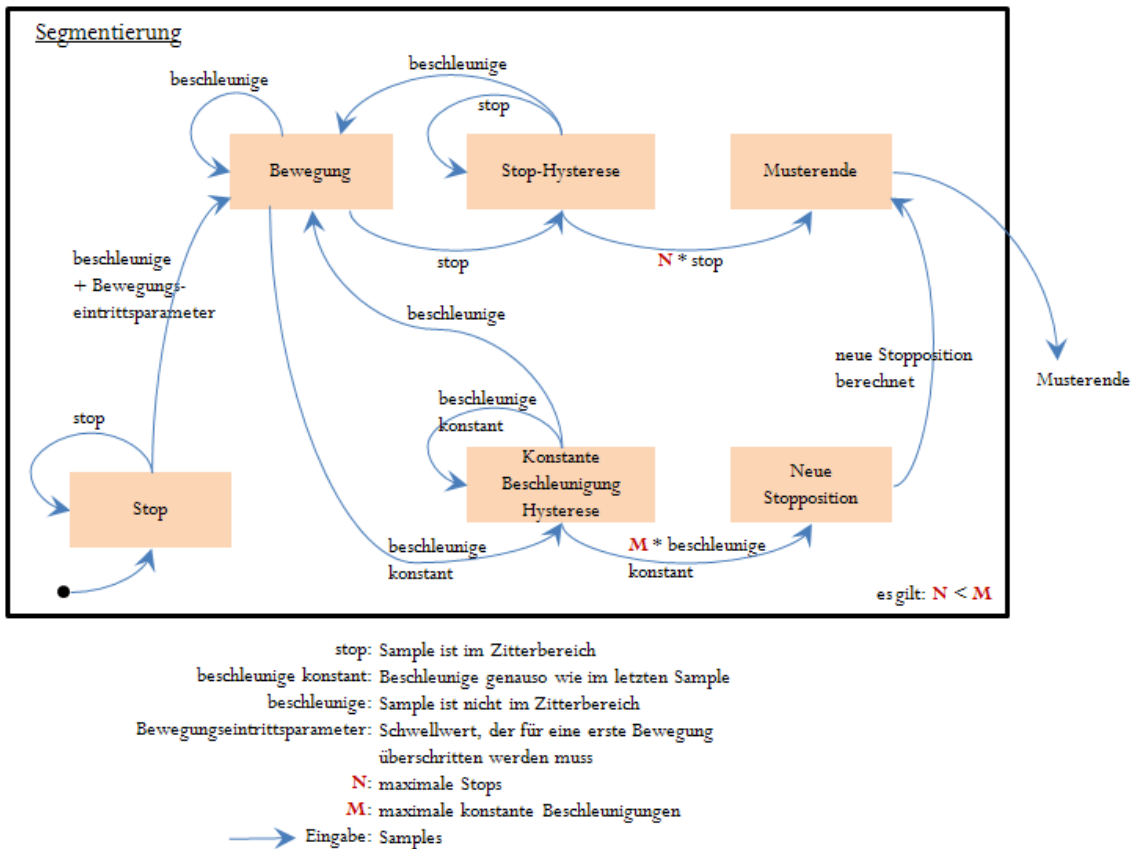 Segmentierung
beschleunige
beschleunige
stop
Bewegung
Stop-Hysterese
Musterende
stop
N * stop
beschleunige
+ Bewegungs-
eintrittsparameter
beschleunige
neue Stopposition
berechnet
Musterende
beschleunige
konstant
stop
Konstante
Beschleunigung
Hysterese
Neue
Stopposition
Stop
beschleunige
konstant
M * beschleunige
konstant
es gilt: N < M
stop: Sample ist im Zitterbereich
beschleunige konstant: Beschleunige genauso wie im letzten Sample
beschleunige: Sample ist nicht im Zitterbereich
Bewegungseintrittsparameter: Schwellwert, der für eine erste Bewegung
überschritten werden muss
N: maximale Stops
M: maximale konstante Beschleunigungen
Eingabe: Samples